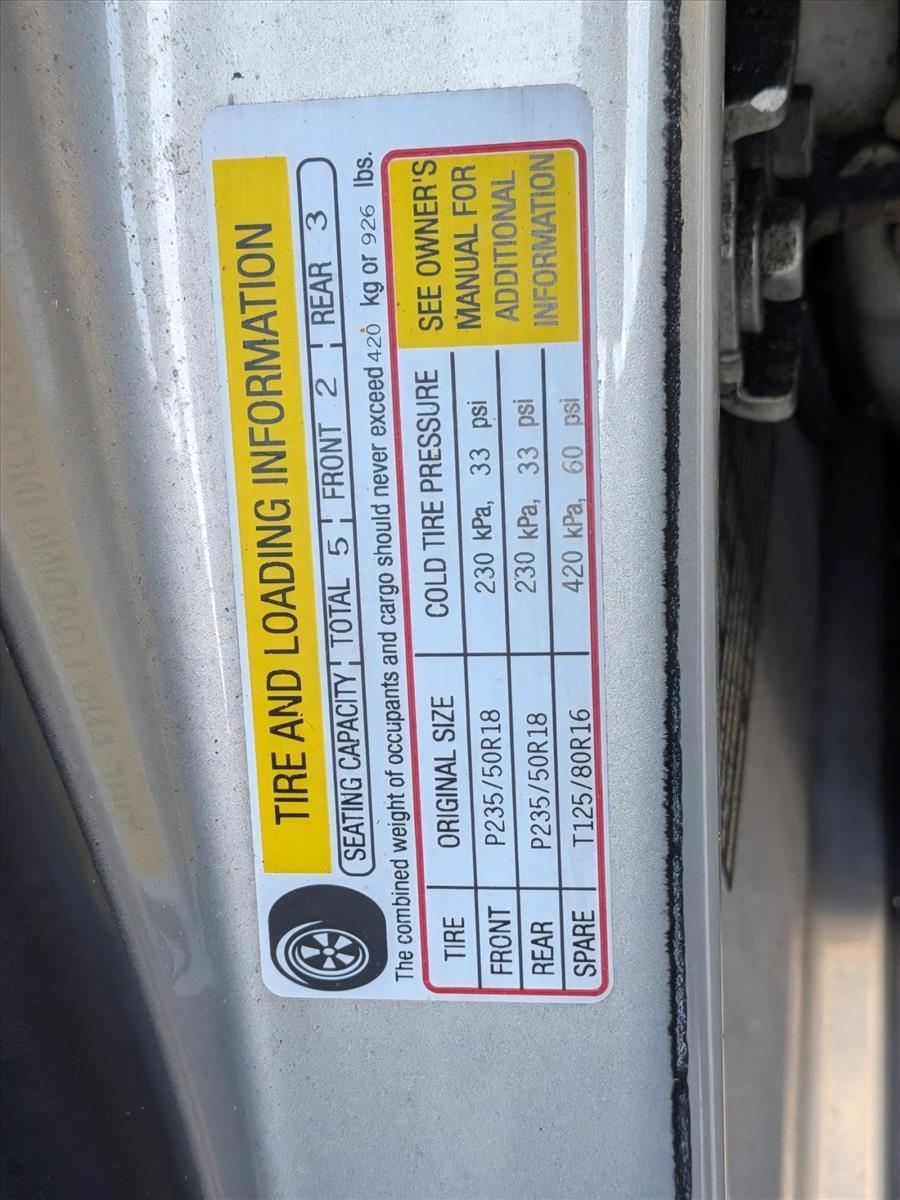 TIRE AND LOADING INFORMATION
SEATING CAPACITY TOTAL 5 FRONT 2 REAR 3
The combined weight of occupants and cargo should never exceed 420 kg or 926 lbs.
TIRE ORIGINAL SIZE COLD TIRE PRESSURE
FRONT P235/50R18 230 kPa, 33 psi
REAR P235/50R18 230 kPa, 33 psi
SPARE T125/80R16 420 kPa, 60 psi
SEE OWNER'S
MANUAL FOR
ADDITIONAL
INFORMATION